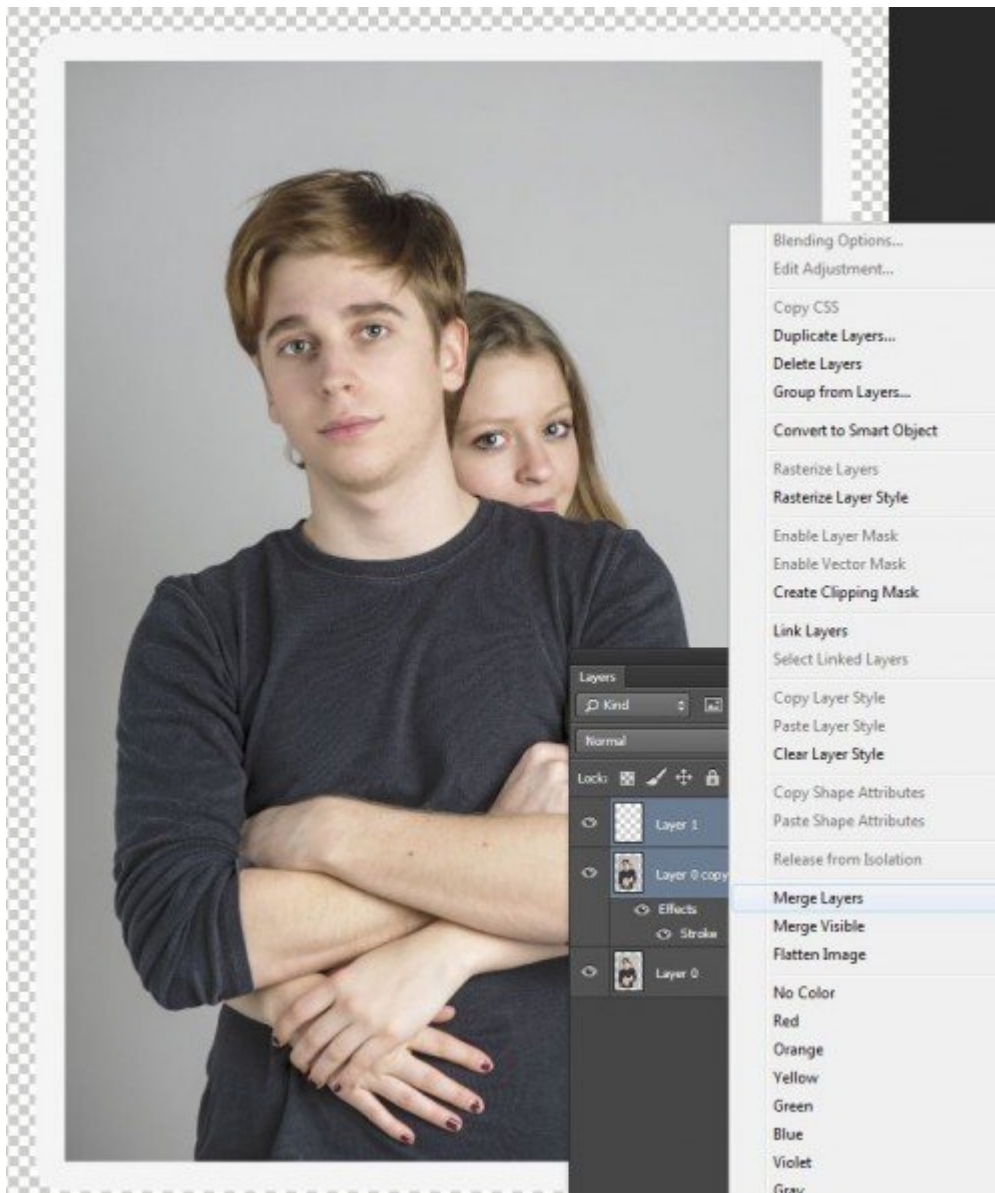 Blending Options...
Edit Adjustment...
Copy CSS
Duplicate Layers...
Delete Layers
Group from Layers...
Convert to Smart Object
Rasterize Layers
Rasterize Layer Style
Enable Layer Mask
Enable Vector Mask
Create Clipping Mask
Link Layers
Select Linked Layers
Copy Layer Style
Paste Layer Style
Clear Layer Style
Copy Shape Attributes
Paste Shape Attributes
Release from Isolation
Merge Layers
Merge Visible
Flatten Image
No Color
Red
Orange
Yellow
Green
Blue
Violet
Gray
Layers
Kind
Normal
Lock:
Layer 1
Layer 0 copy
Effects
Stroke
Layer 0